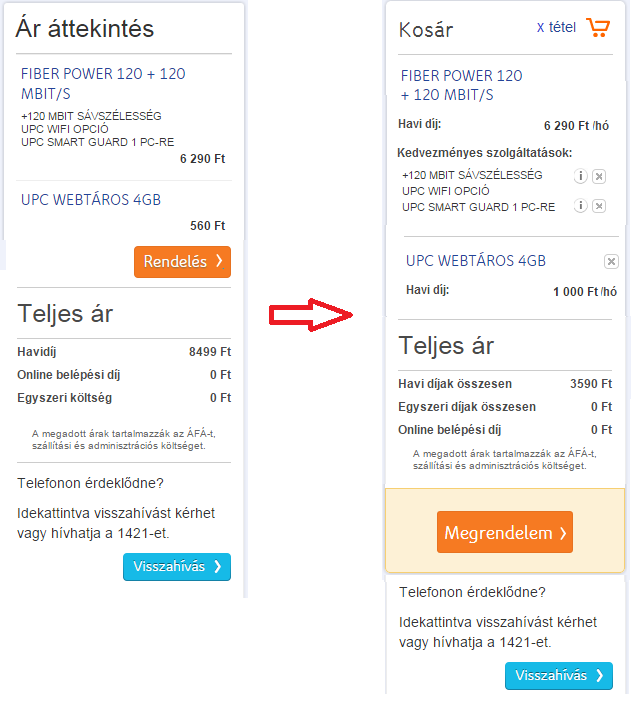 Ár áttekintés
FIBER POWER 120 + 120
MBIT/S
+120 MBIT SÁVSZÉLESSÉG
UPC WIFI OPCIÓ
UPC SMART GUARD 1 PC-RE
6 290 Ft
UPC WEBTÁROS 4GB
560 Ft
Rendelés
Teljes ár
Havidíj 8499 Ft
Online belépési díj 0 Ft
Egyszeri költség 0 Ft
A megadott árak tartalmazzák az ÁFÁ-t,
szállítási és adminisztrációs költséget.
Telefonon érdeklődne?
Idekattintva visszahívást kérhet
vagy hívhatja a 1421-et.
Visszahívás
Kosár X tétel
FIBER POWER 120
+ 120 MBIT/S
Havi díj: 6 290 Ft /hó
Kedvezményes szolgáltatások:
+120 MBIT SÁVSZÉLESSÉG
UPC WIFI OPCIÓ
UPC SMART GUARD 1 PC-RE
UPC WEBTÁROS 4GB
Havi díj: 1 000 Ft /hó
Teljes ár
Havi díjak összesen 3590 Ft
Egyszeri díjak összesen 0 Ft
Online belépési díj 0 Ft
A megadott árak tartalmazzák az ÁFÁ-t,
szállítási és adminisztrációs költséget.
Megrendelem
Telefonon érdeklődne?
Idekattintva visszahívást kérhet
vagy hívhatja a 1421-et.
Visszahívás